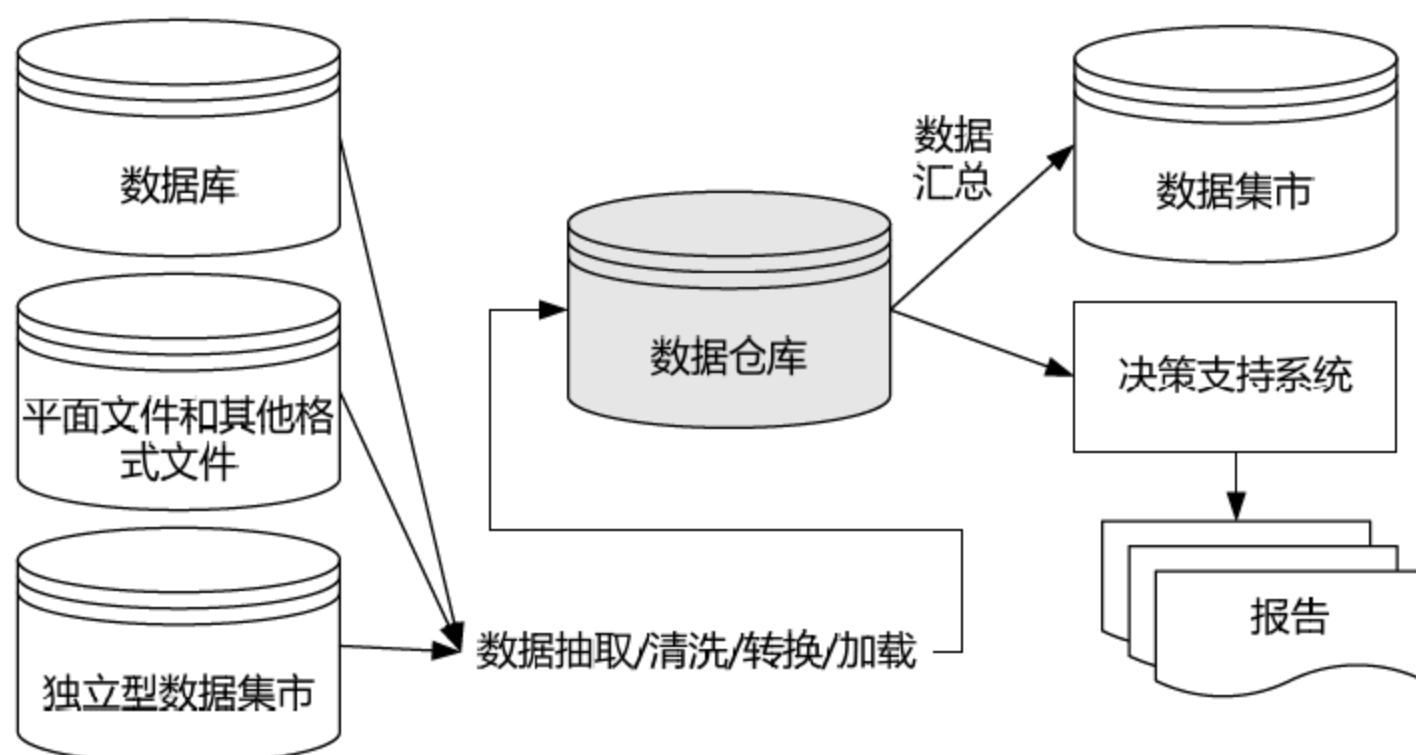 数据库
平面文件和其他格
式文件
独立型数据集市
数据抽取/清洗/转换/加载
数据仓库
数据
汇总
数据集市
决策支持系统
报告